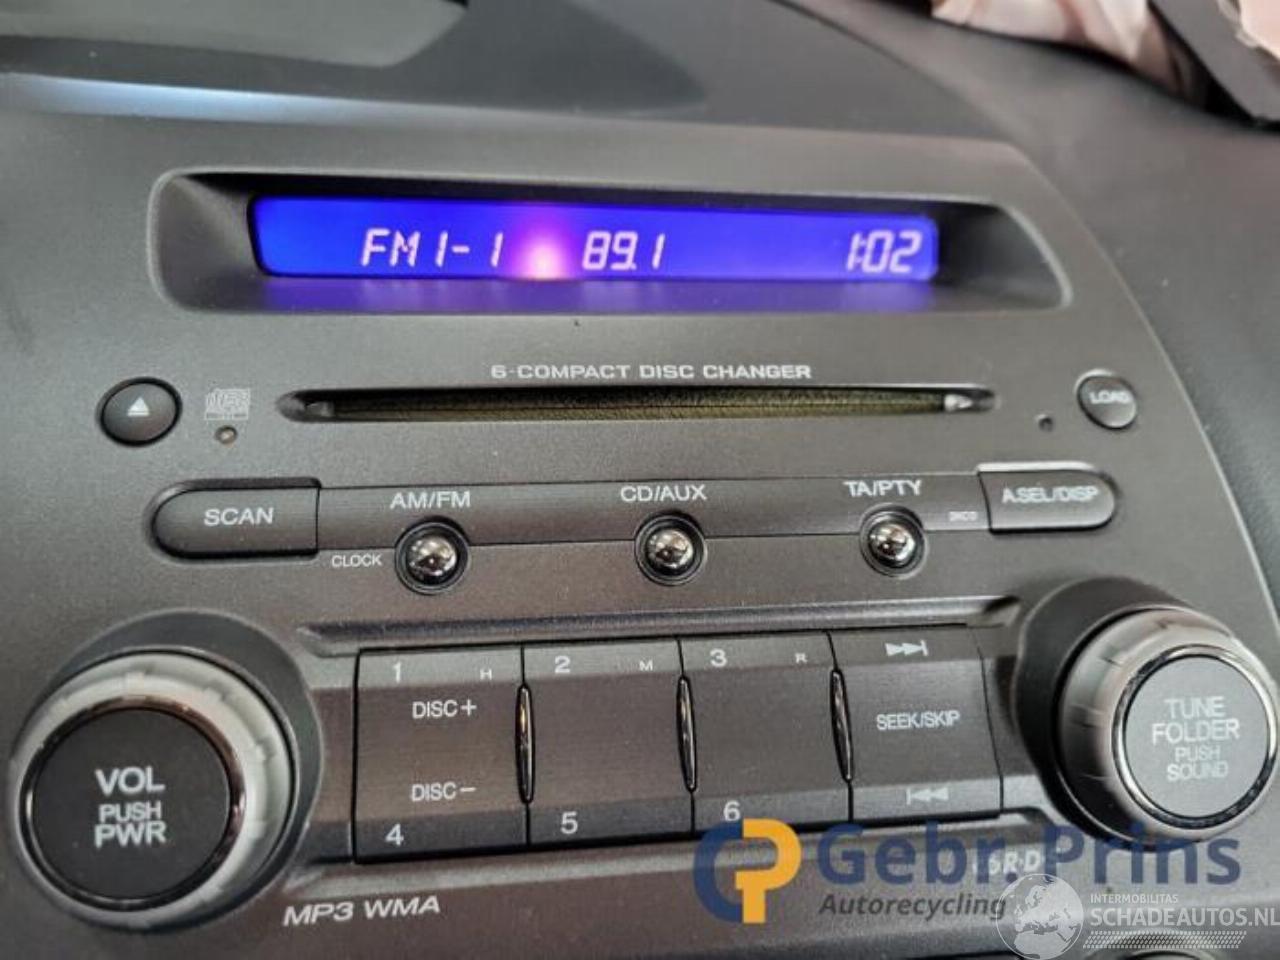 FM1-1 89.1 1:02
6-COMPACT DISC CHANGER
LOAD
SCAN
AM/FM
CD/AUX
TA/PTY
A.SEL/DISP
CLOCK
1 H
2 M
3 R
DISC+
SEEK/SKIP
DISC-
4
5
6
VOL
PUSH
PWR
TUNE
FOLDER
PUSH
SOUND
MP3 WMA
Gebr. Prins
Autorecycling
INTERMOBILITAS
SCHADEAUTOS.NL